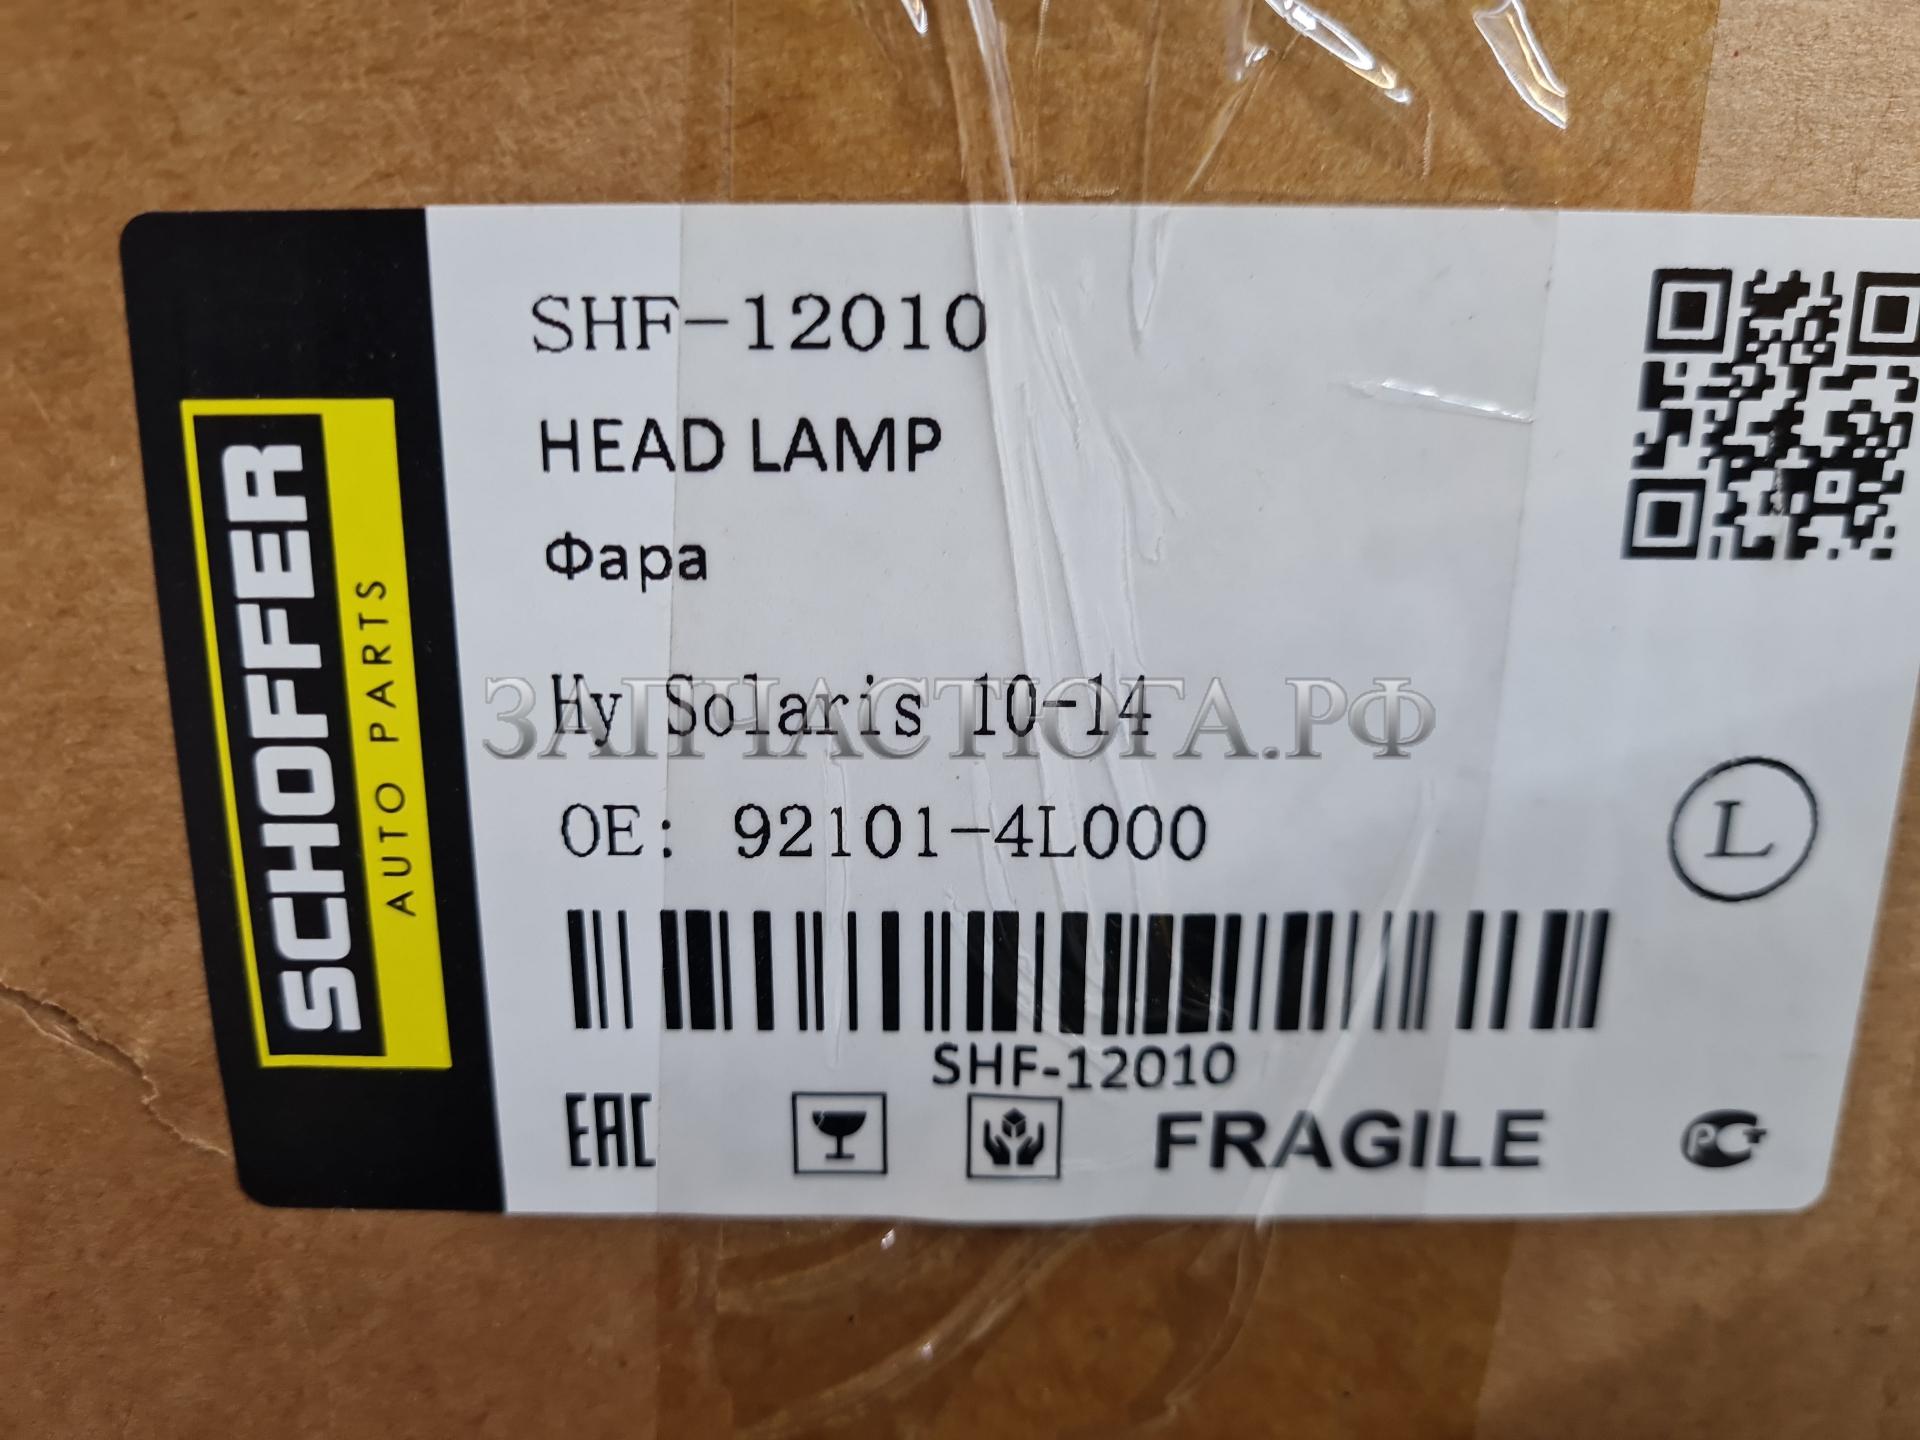 SCHOFFER
AUTO PARTS
SHF-12010
HEAD LAMP
Фара
Hy Solaris 10-14
ЗАПЧАСТЮГА.РФ
OE: 92101-4L000
L
SHF-12010
EAC
FRAGILE
РСТ